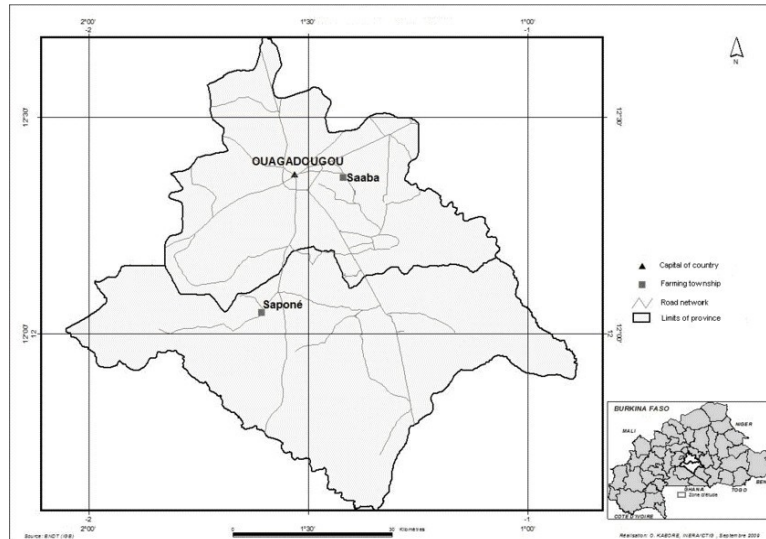 2°00'
1°30'
1°00'
-2
-1
12°30'
12°30'
N
OUAGADOUGOU
Saaba
Saponé
12°00'
12
12°00'
12
Capital of country
Farming township
Road network
Limits of province
BURKINA FASO
MALI
NIGER
GHANA
TOGO
BEN
COTE D'IVOIRE
Zone d'étude
2°00'
-2
1°30'
1°00'
-1
0
30
Kilomètres
Source: BNDT (IGB)
Réalisation: D. KABORE, INERA/CTIG , Septembre 2009